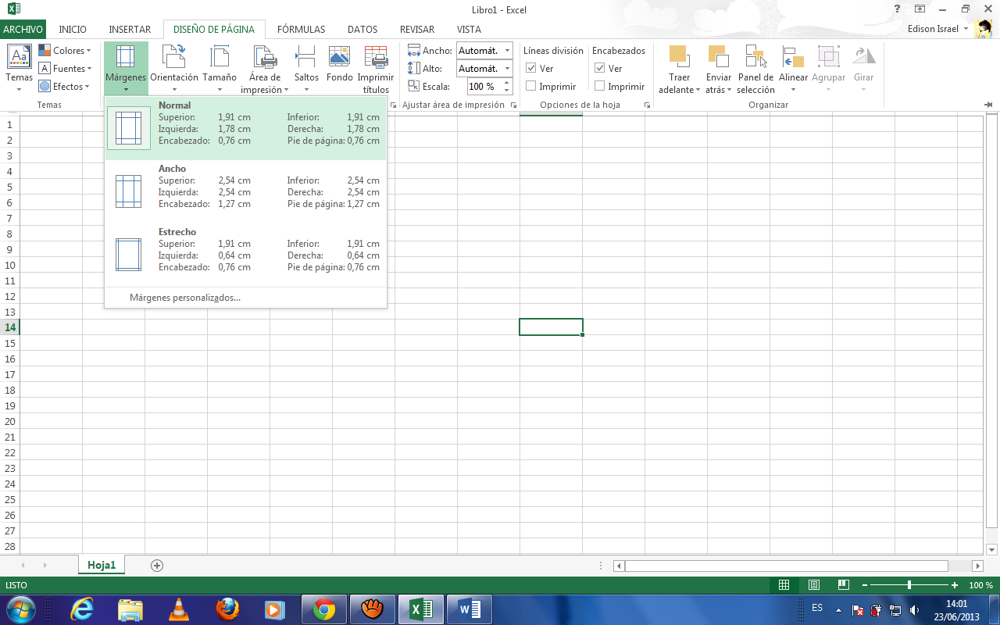 Libro1 - Excel
?
ARCHIVO INICIO INSERTAR DISEÑO DE PÁGINA FÓRMULAS DATOS REVISAR VISTA Edison Israel
Aa Temas
Colores
A Fuentes
Efectos
Temas
Márgenes
Orientación
Tamaño
Área de impresión
Saltos
Fondo
Imprimir títulos
Ancho: Automát.
Alto: Automát.
Escala: 100 %
Ajustar área de impresión
Líneas división
Ver
Imprimir
Encabezados
Ver
Imprimir
Opciones de la hoja
Traer adelante
Enviar atrás
Panel de selección
Alinear
Agrupar
Girar
Organizar
Normal
Superior: 1,91 cm Inferior: 1,91 cm
Izquierda: 1,78 cm Derecha: 1,78 cm
Encabezado: 0,76 cm Pie de página: 0,76 cm
Ancho
Superior: 2,54 cm Inferior: 2,54 cm
Izquierda: 2,54 cm Derecha: 2,54 cm
Encabezado: 1,27 cm Pie de página: 1,27 cm
Estrecho
Superior: 1,91 cm Inferior: 1,91 cm
Izquierda: 0,64 cm Derecha: 0,64 cm
Encabezado: 0,76 cm Pie de página: 0,76 cm
Márgenes personalizados...
1
2
3
4
5
6
7
8
9
10
11
12
13
14
15
16
17
18
19
20
21
22
23
24
25
26
27
28
Hoja1
LISTO 100 %
ES 14:01
23/06/2013